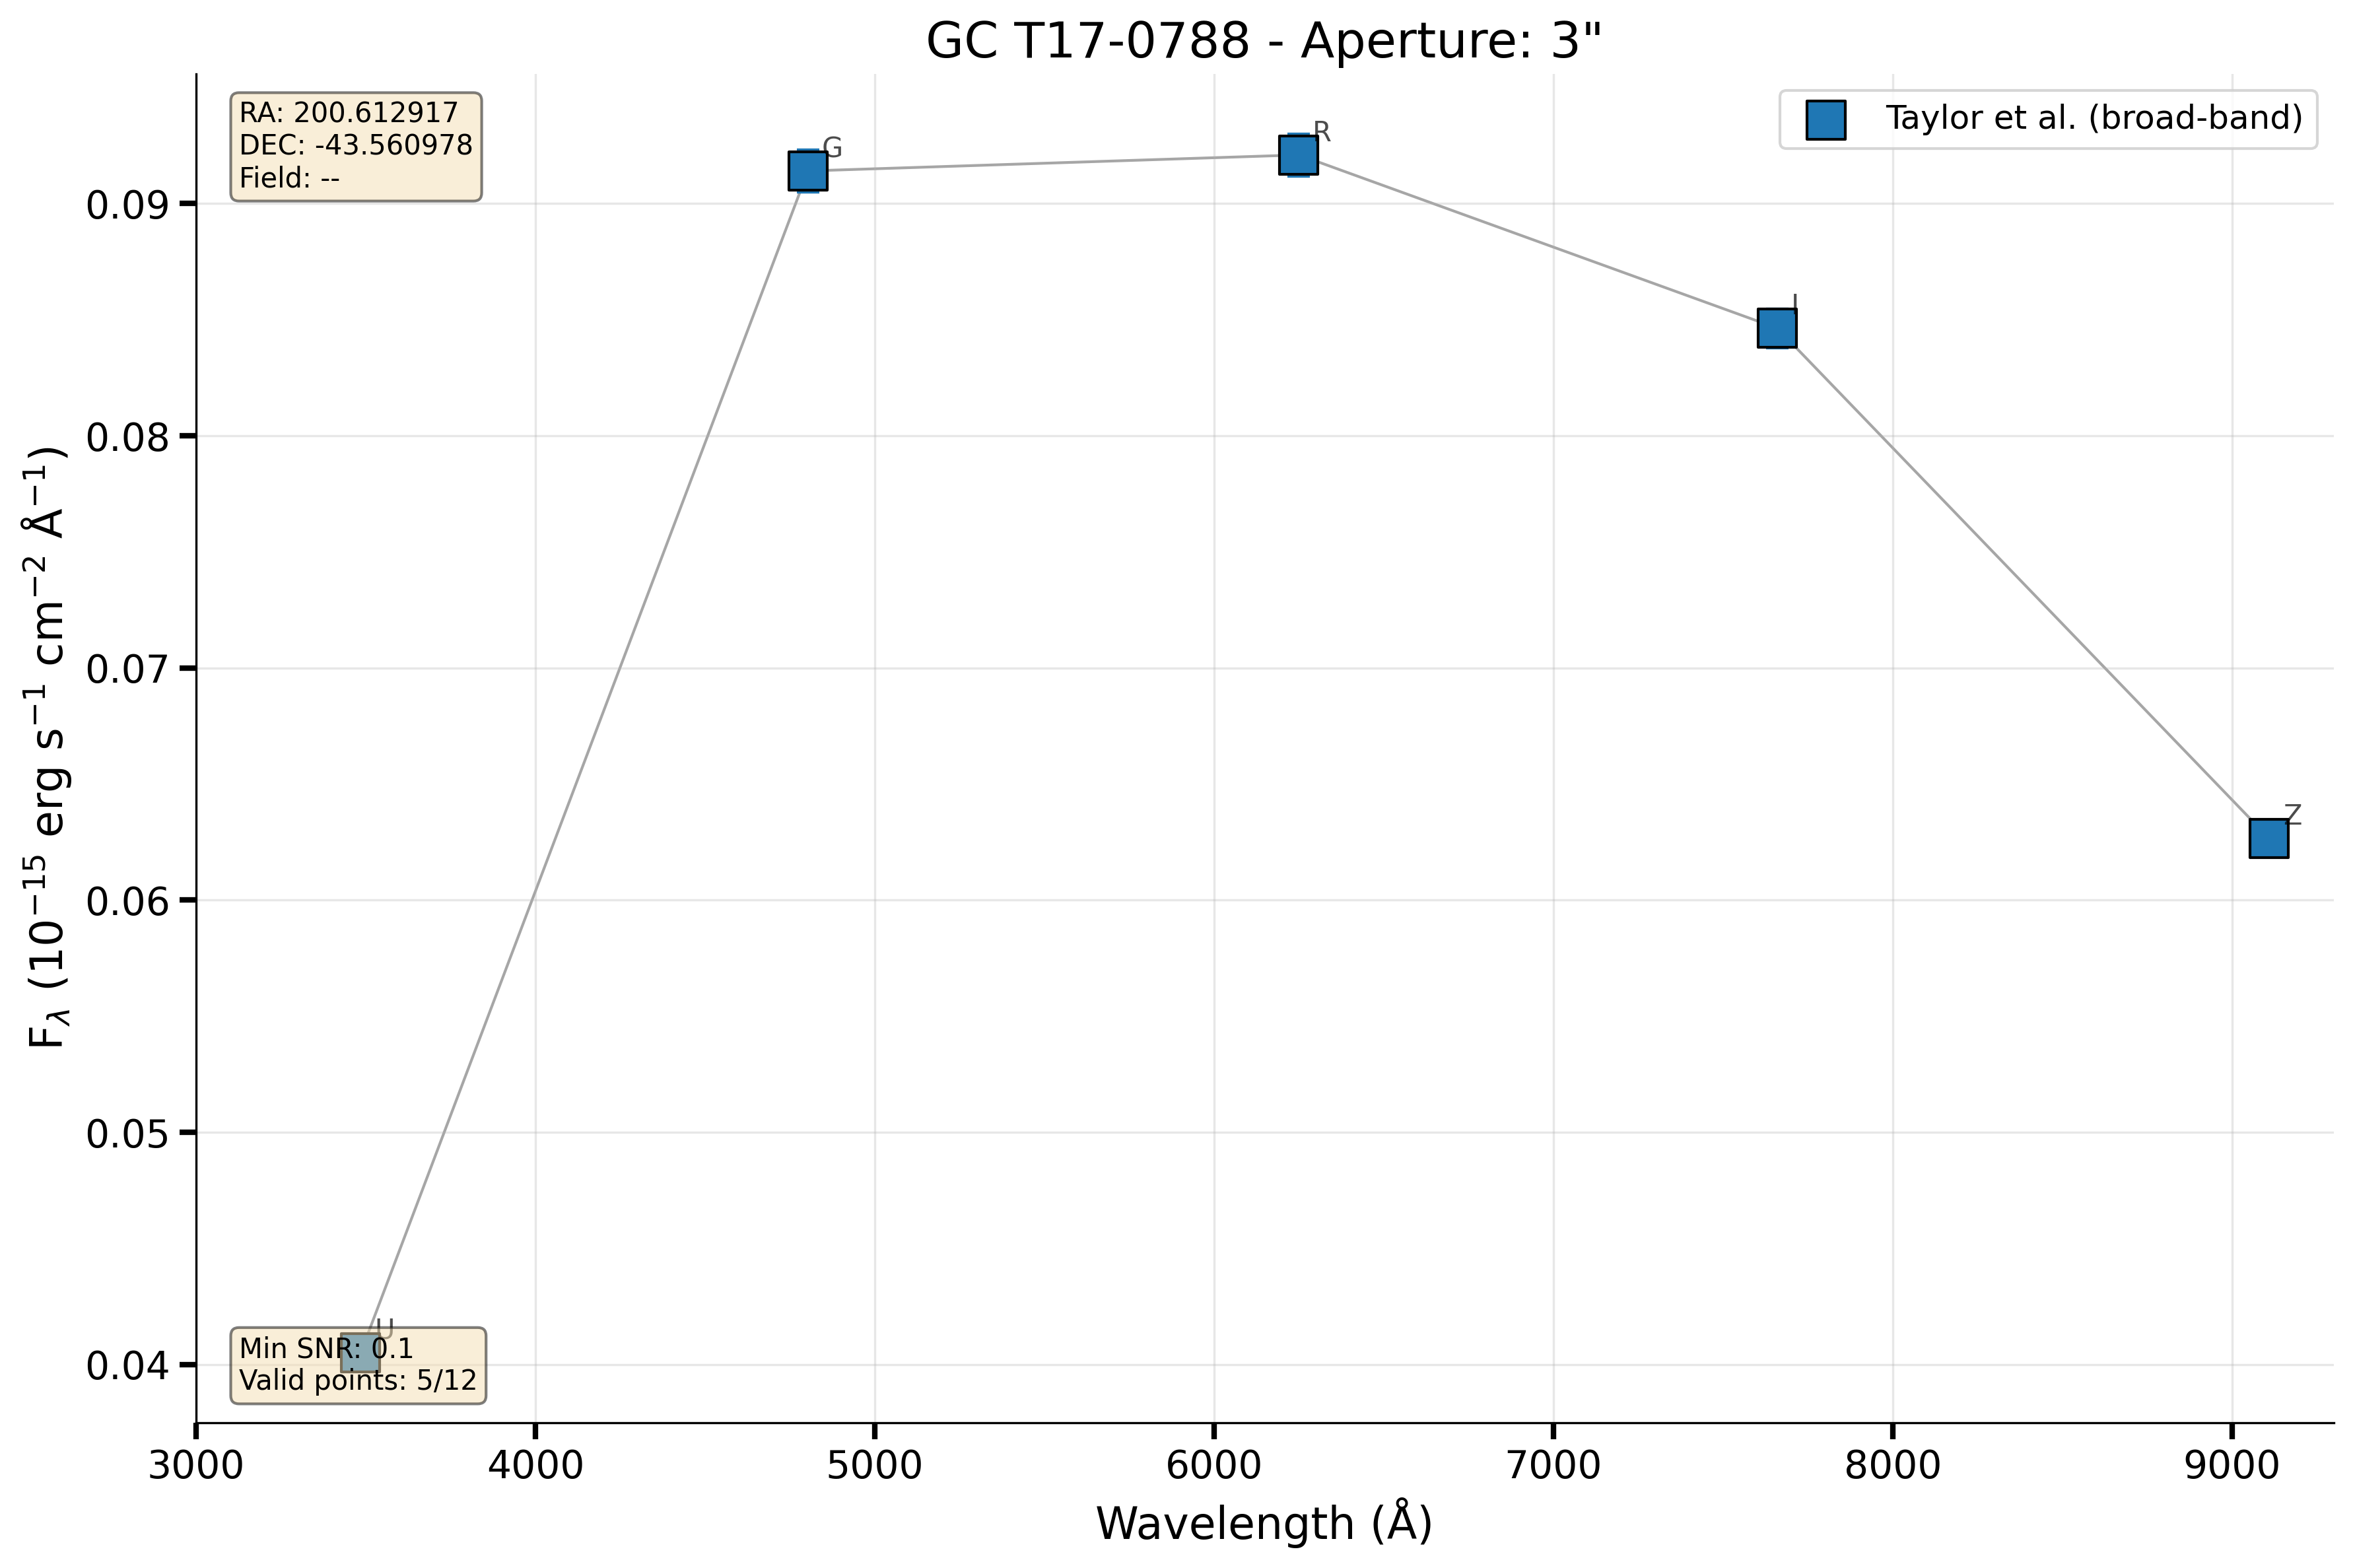 GC T17-0788 - Aperture: 3"
RA: 200.612917
DEC: -43.560978
Field: --
Taylor et al. (broad-band)
G
R
I
Z
U
Min SNR: 0.1
Valid points: 5/12
0.09
0.08
0.07
0.06
0.05
0.04
F_λ (10⁻¹⁵ erg s⁻¹ cm⁻² Å⁻¹)
3000 4000 5000 6000 7000 8000 9000
Wavelength (Å)